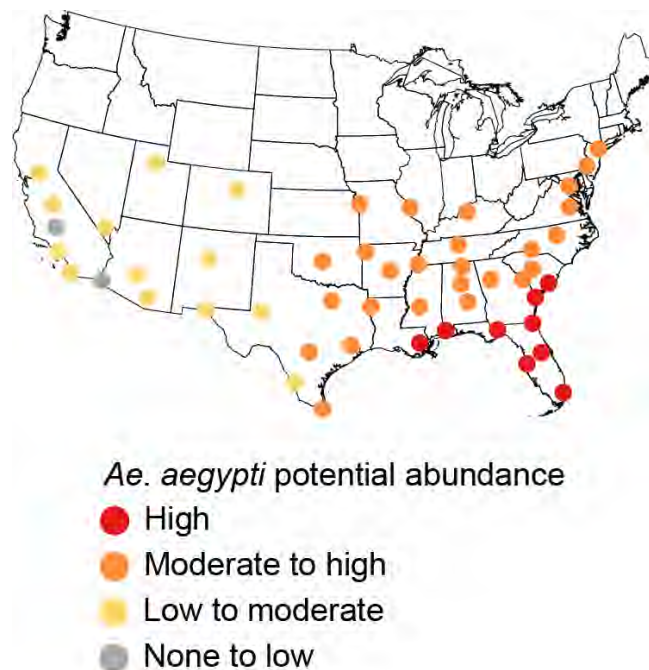 Ae. aegypti potential abundance
High
Moderate to high
Low to moderate
None to low